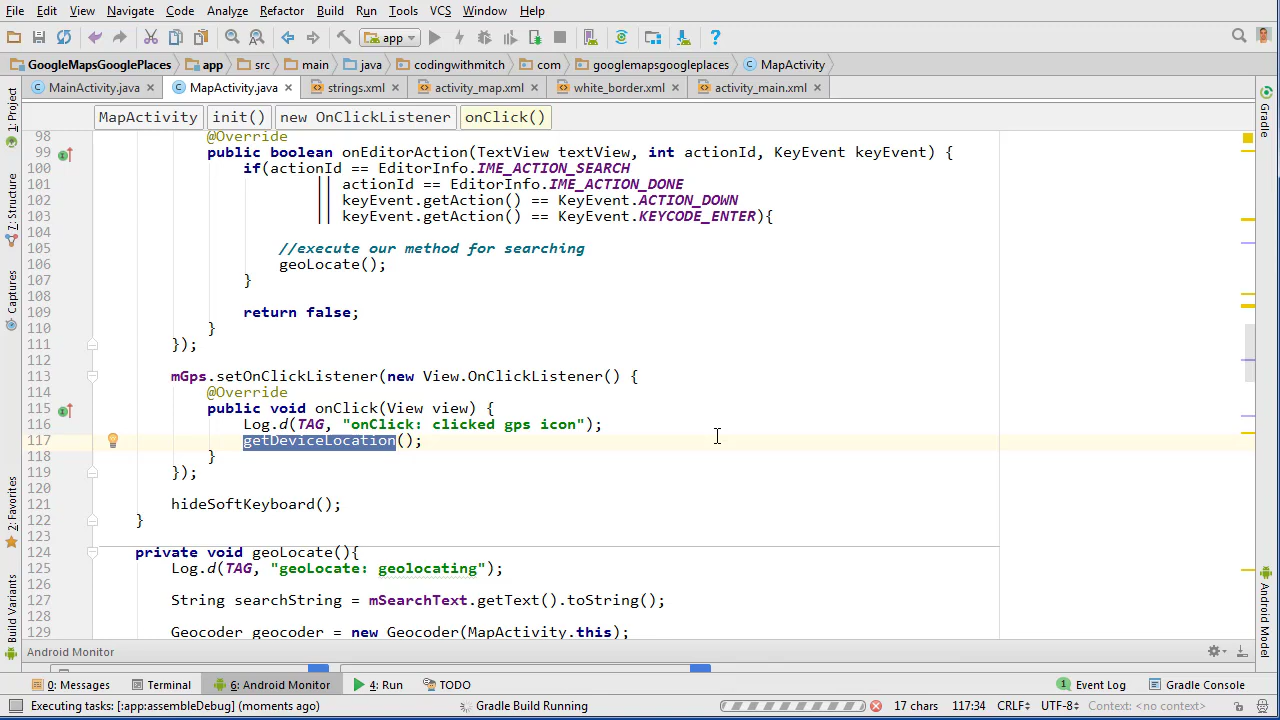 File Edit View Navigate Code Analyze Refactor Build Run Tools VCS Window Help
app
GoogleMapsGooglePlaces app src main java codingwithmitch com googlemapsgoogleplaces MapActivity
MainActivity.java MapActivity.java strings.xml activity_map.xml white_border.xml activity_main.xml
MapActivity init() new OnClickListener onClick()
98 @Override
99 public boolean onEditorAction(TextView textView, int actionId, KeyEvent keyEvent) {
100 if(actionId == EditorInfo.IME_ACTION_SEARCH
101 || actionId == EditorInfo.IME_ACTION_DONE
102 || keyEvent.getAction() == KeyEvent.ACTION_DOWN
103 || keyEvent.getAction() == KeyEvent.KEYCODE_ENTER){
104
105 //execute our method for searching
106 geoLocate();
107 }
108
109 return false;
110 }
111 });
112
113 mGps.setOnClickListener(new View.OnClickListener() {
114 @Override
115 public void onClick(View view) {
116 Log.d(TAG, "onClick: clicked gps icon");
117 getDeviceLocation();
118 }
119 });
120
121 hideSoftKeyboard();
122 }
123
124 private void geoLocate(){
125 Log.d(TAG, "geoLocate: geolocating");
126
127 String searchString = mSearchText.getText().toString();
128
129 Geocoder geocoder = new Geocoder(MapActivity.this);
1: Project
7: Structure
Captures
2: Favorites
Build Variants
Gradle
Android Model
Android Monitor
0: Messages Terminal 6: Android Monitor 4: Run TODO 1 Event Log Gradle Console
Executing tasks: [:app:assembleDebug] (moments ago) Gradle Build Running 17 chars 117:34 CRLF÷ UTF-8÷ Context: <no context>